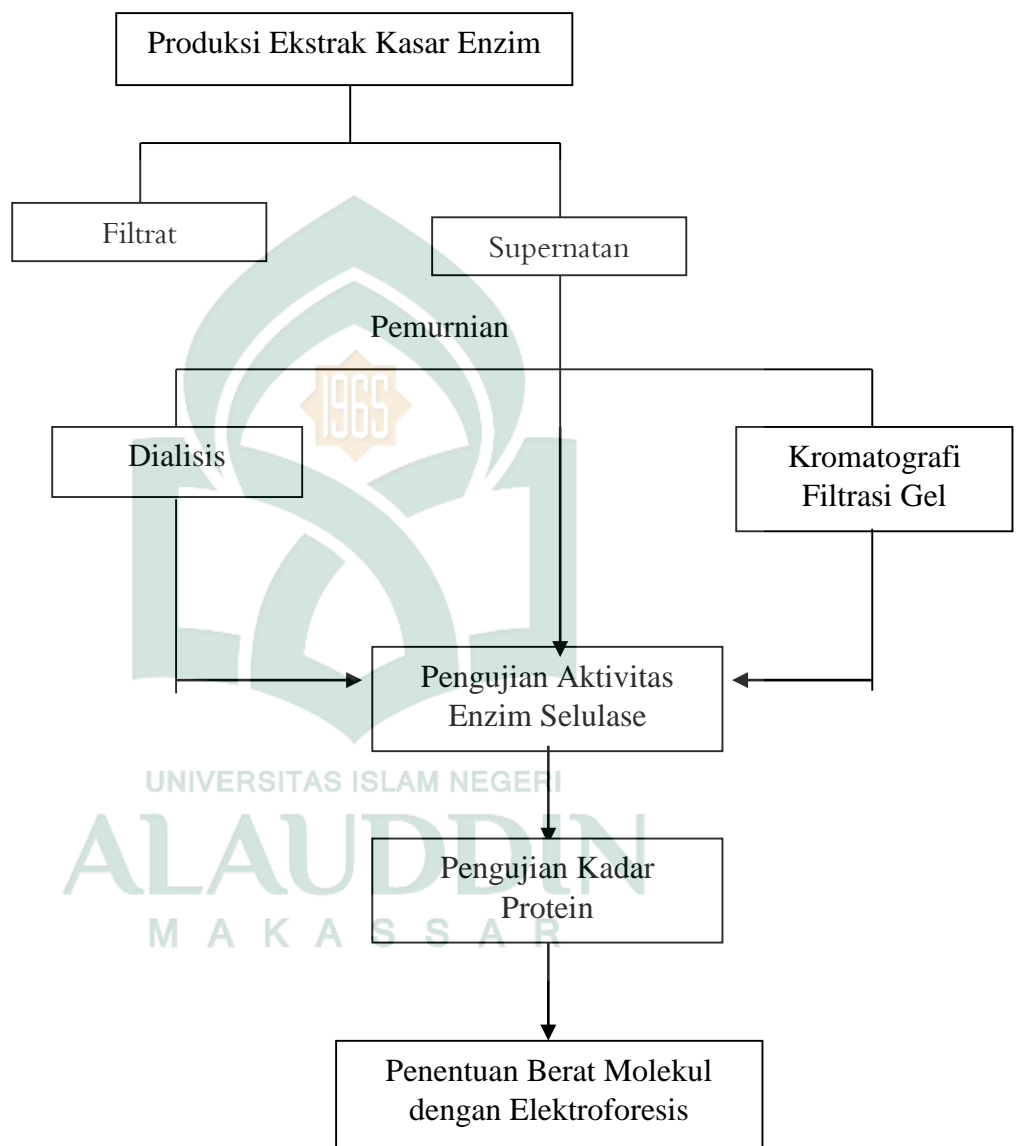 Produksi Ekstrak Kasar Enzim
Filtrat
Supernatan
Pemurnian
1965
Dialisis
Kromatografi
Filtrasi Gel
Pengujian Aktivitas
Enzim Selulase
UNIVERSITAS ISLAM NEGERI
ALAUDDIN
MAKASSAR
Pengujian Kadar
Protein
Penentuan Berat Molekul
dengan Elektroforesis